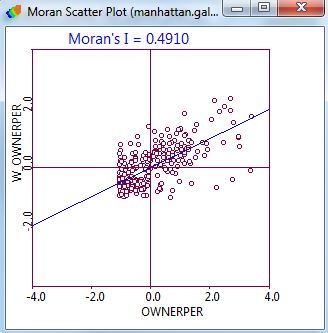 Moran Scatter Plot (manhattan.gal...
Moran's I = 0.4910
W_OWNERPER
2.0
0.0
-2.0
-4.0
-2.0
0.0
2.0
4.0
OWNERPER